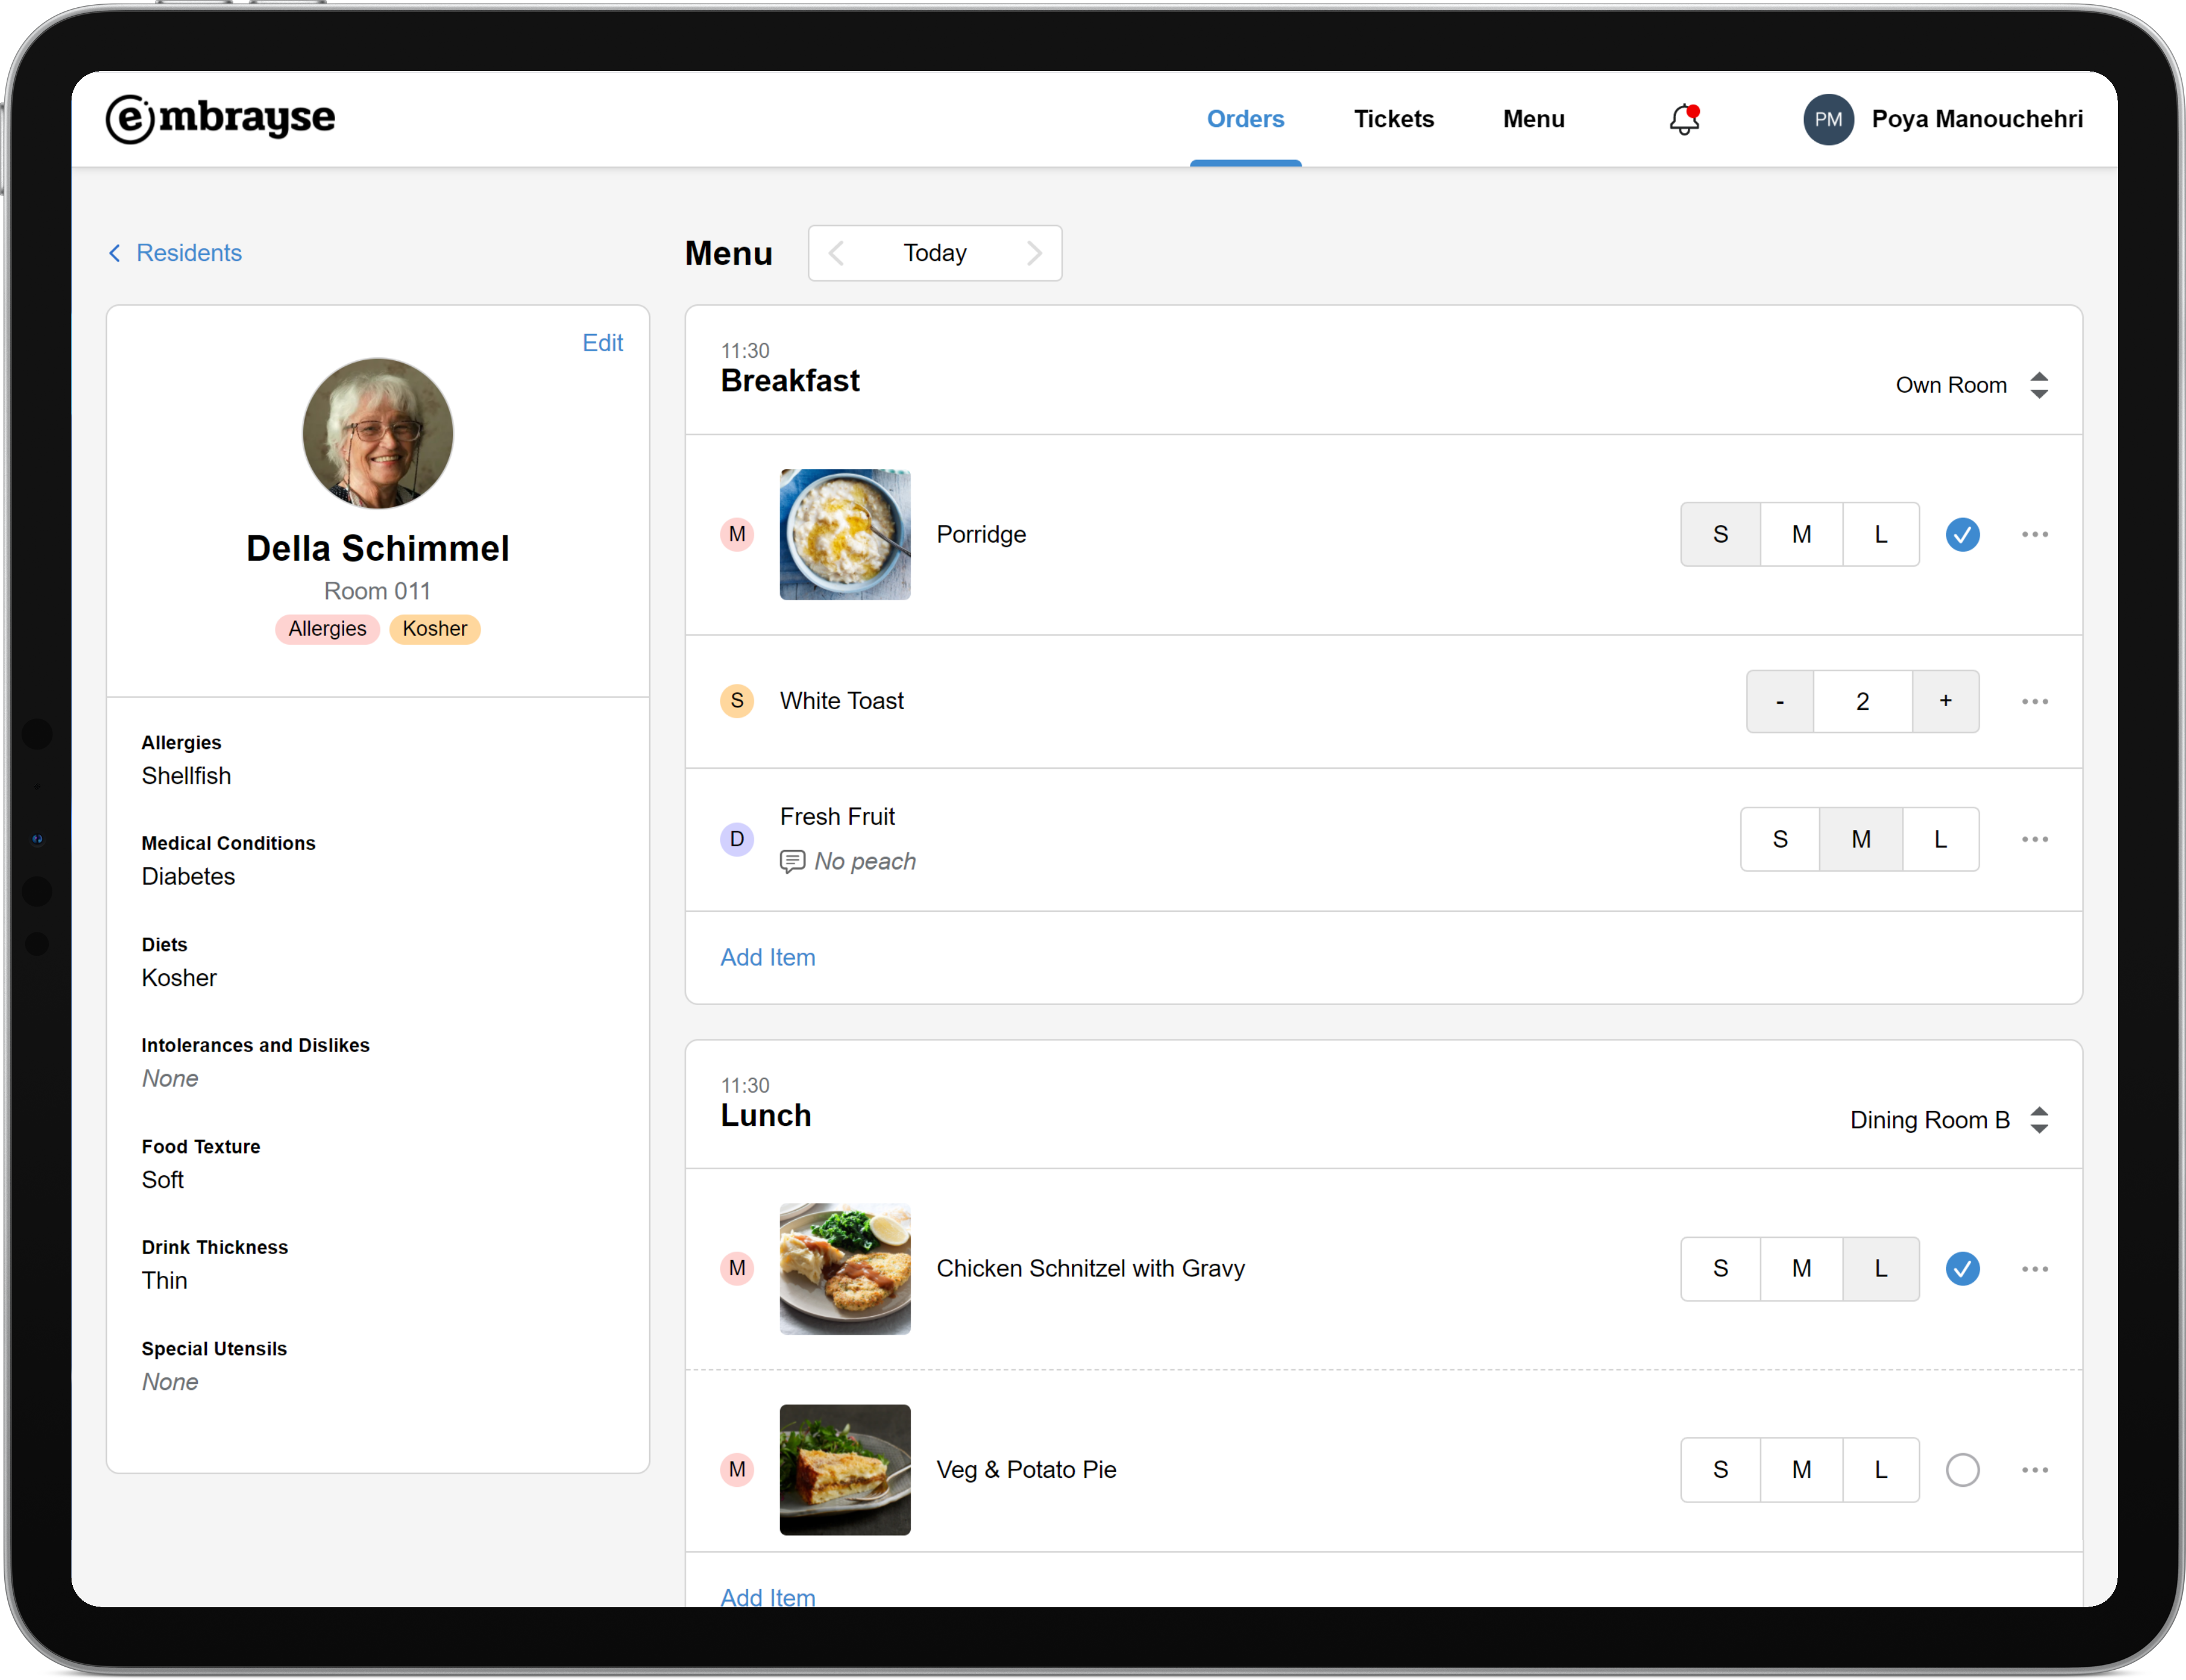 embrayse
Orders
Tickets
Menu
PM
Poya Manouchehri
Residents
Menu
Today
Edit
Della Schimmel
Room 011
Allergies
Kosher
Allergies
Shellfish
Medical Conditions
Diabetes
Diets
Kosher
Intolerances and Dislikes
None
Food Texture
Soft
Drink Thickness
Thin
Special Utensils
None
11:30
Breakfast
Own Room
M
Porridge
S M L
S
White Toast
- 2 +
D
Fresh Fruit
No peach
S M L
Add Item
11:30
Lunch
Dining Room B
M
Chicken Schnitzel with Gravy
S M L
M
Veg & Potato Pie
S M L
Add Item